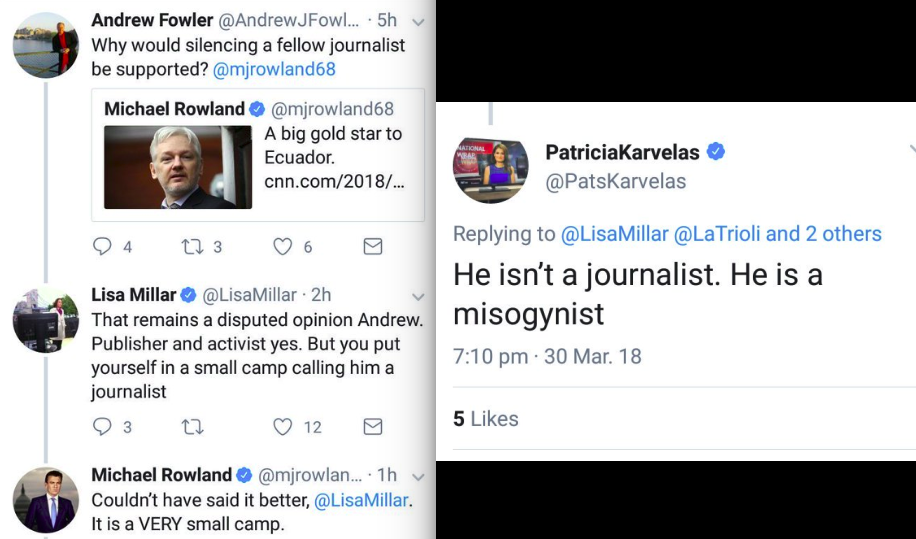 Andrew Fowler @AndrewJFowl... · 5h
Why would silencing a fellow journalist
be supported? @mjrowland68
Michael Rowland @mjrowland68
A big gold star to
Ecuador.
cnn.com/2018/...
4 3 6
Lisa Millar @LisaMillar · 2h
That remains a disputed opinion Andrew.
Publisher and activist yes. But you put
yourself in a small camp calling him a
journalist
3 12
Michael Rowland @mjrowlan... · 1h
Couldn't have said it better, @LisaMillar.
It is a VERY small camp.
NATIONAL
WRAP
PatriciaKarvelas
@PatsKarvelas
Replying to @LisaMillar @LaTrioli and 2 others
He isn't a journalist. He is a
misogynist
7:10 pm · 30 Mar. 18
5 Likes